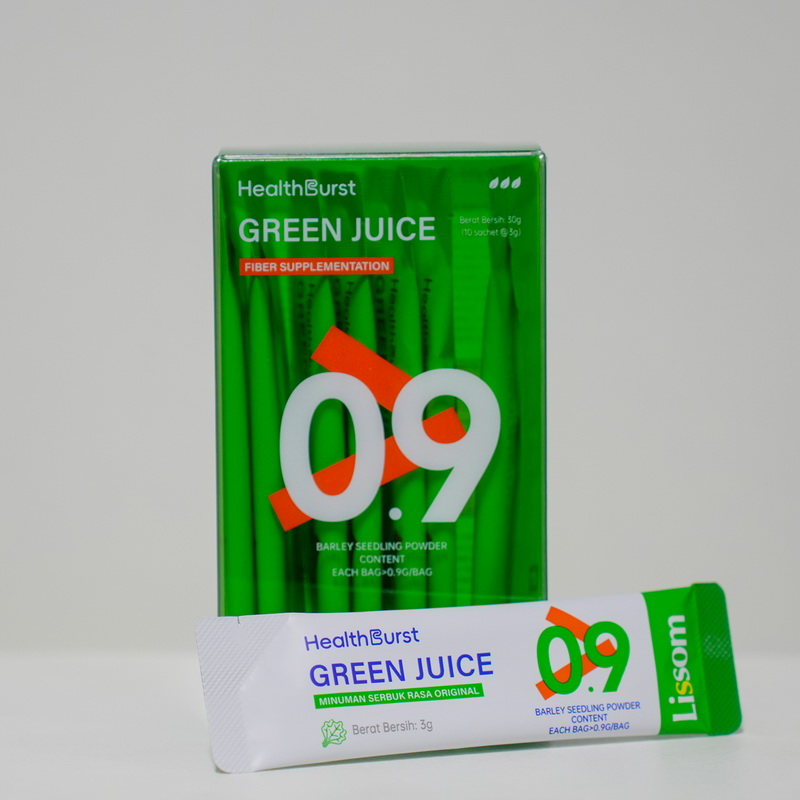 HealthBurst
GREEN JUICE
Berat Bersih: 30g
(10 sachet @ 3g)
FIBER SUPPLEMENTATION
0.9
BARLEY SEEDLING POWDER
CONTENT
EACH BAG>0.9G/BAG
HealthBurst
GREEN JUICE
MINUMAN SERBUK RASA ORIGINAL
Berat Bersih: 3g
0.9
BARLEY SEEDLING POWDER
CONTENT
EACH BAG>0.9G/BAG
Lissom